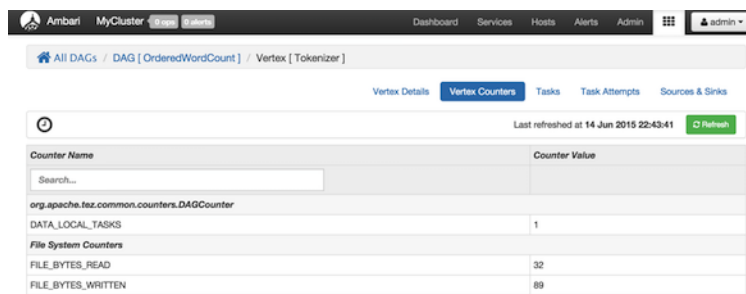 Ambari MyCluster 0 ops 0 alerts Dashboard Services Hosts Alerts Admin admin
All DAGs / DAG [ OrderedWordCount ] / Vertex [ Tokenizer ]
Vertex Details Vertex Counters Tasks Task Attempts Sources & Sinks
Last refreshed at 14 Jun 2015 22:43:41 Refresh
Counter Name Counter Value
Search...
org.apache.tez.common.counters.DAGCounter
DATA_LOCAL_TASKS 1
File System Counters
FILE_BYTES_READ 32
FILE_BYTES_WRITTEN 89